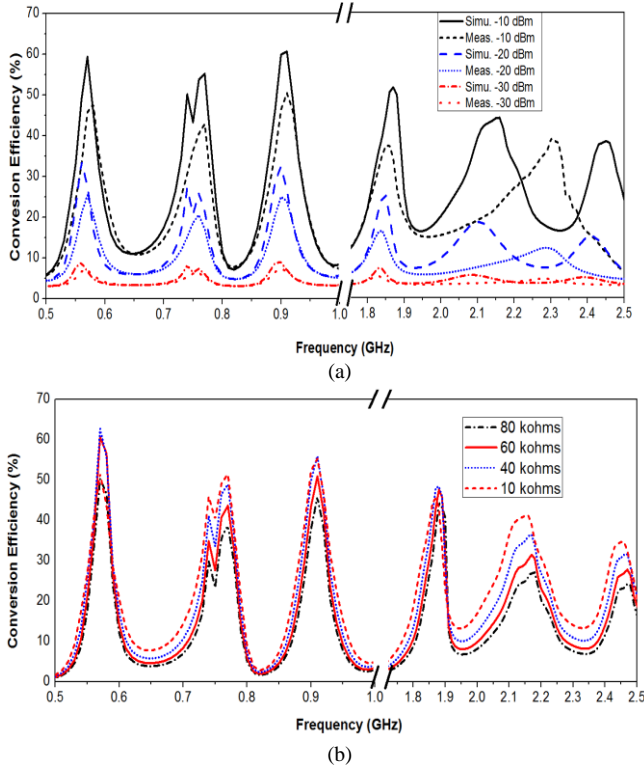 70
60
50
40
30
20
10
0
Convesion Efficiency (%)
Simu. -10 dBm
Meas. -10 dBm
Simu. -20 dBm
Meas. -20 dBm
Simu. -30 dBm
Meas. -30 dBm
0.5 0.6 0.7 0.8 0.9 1.0 1.8 1.9 2.0 2.1 2.2 2.3 2.4 2.5
Frequency (GHz)
(a)
70
60
50
40
30
20
10
0
Conversion Efficiency (%)
80 kohms
60 kohms
40 kohms
10 kohms
0.5 0.6 0.7 0.8 0.9 1.0 1.8 1.9 2.0 2.1 2.2 2.3 2.4 2.5
Frequency (GHz)
(b)